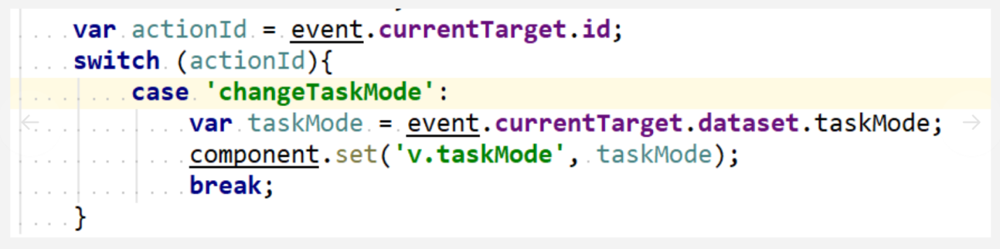 var actionId = event.currentTarget.id;
switch (actionId){
case 'changeTaskMode':
var taskMode = event.currentTarget.dataset.taskMode;
component.set('v.taskMode', taskMode);
break;
}